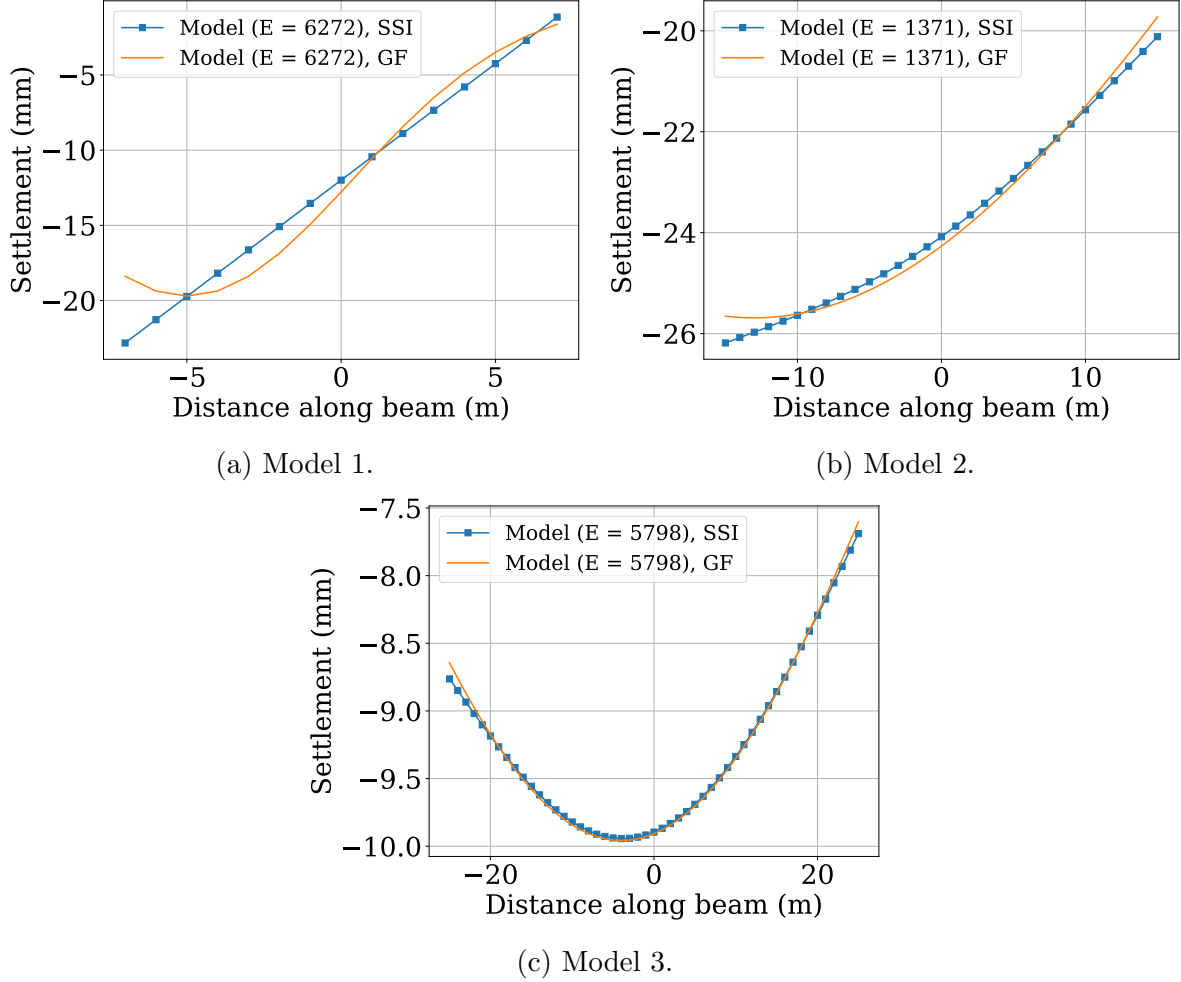 Model (E = 6272), SSI
Model (E = 6272), GF
−5
−10
−15
−20
Settlement (mm)
−5
0
5
Distance along beam (m)
(a) Model 1.
Model (E = 1371), SSI
Model (E = 1371), GF
−20
−22
−24
−26
Settlement (mm)
−10
0
10
Distance along beam (m)
(b) Model 2.
Model (E = 5798), SSI
Model (E = 5798), GF
−7.5
−8.0
−8.5
−9.0
−9.5
−10.0
Settlement (mm)
−20
0
20
Distance along beam (m)
(c) Model 3.